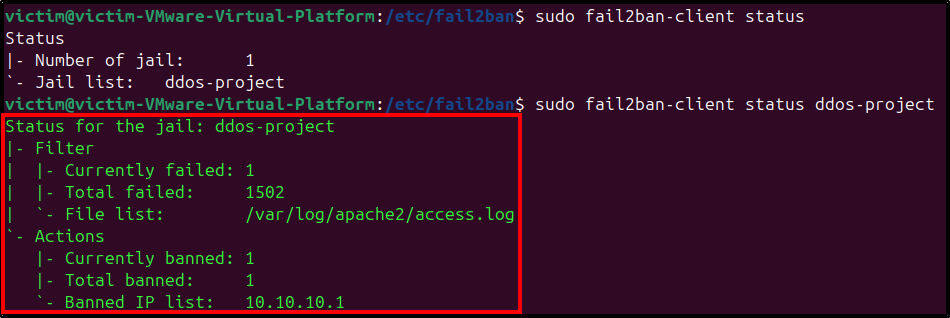 victim@victim-VMware-Virtual-Platform:/etc/fail2ban$ sudo fail2ban-client status
Status
|- Number of jail:      1
`- Jail list:   ddos-project
victim@victim-VMware-Virtual-Platform:/etc/fail2ban$ sudo fail2ban-client status ddos-project
Status for the jail: ddos-project
|- Filter
|  |- Currently failed: 1
|  |- Total failed:     1502
|  `- File list:        /var/log/apache2/access.log
`- Actions
   |- Currently banned: 1
   |- Total banned:     1
   `- Banned IP list:   10.10.10.1